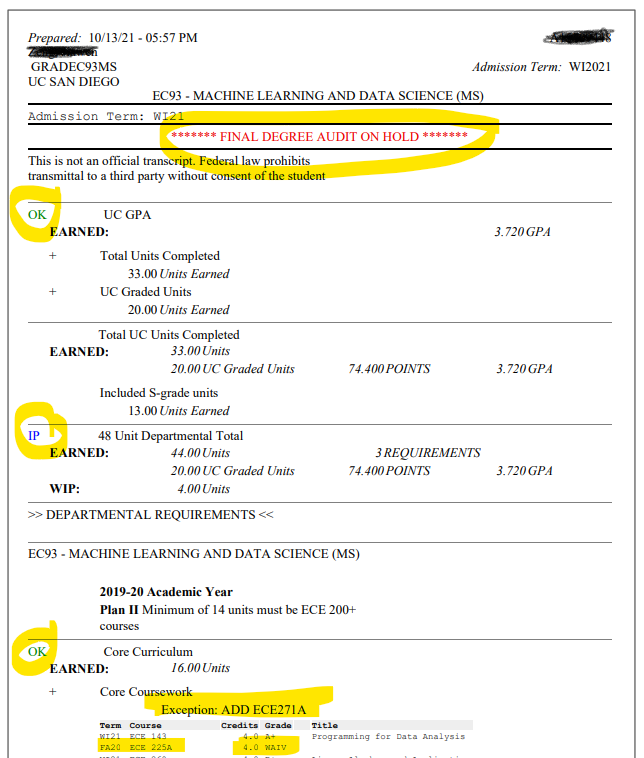 Prepared: 10/13/21 - 05:57 PM
GRADEC93MS
Admission Term: WI2021
UC SAN DIEGO
EC93 - MACHINE LEARNING AND DATA SCIENCE (MS)
Admission Term: WI21
******* FINAL DEGREE AUDIT ON HOLD *******
This is not an official transcript. Federal law prohibits
transmittal to a third party without consent of the student
OK UC GPA
EARNED: 3.720 GPA
+ Total Units Completed
33.00 Units Earned
+ UC Graded Units
20.00 Units Earned
Total UC Units Completed
EARNED: 33.00 Units
20.00 UC Graded Units 74.400 POINTS 3.720 GPA
Included S-grade units
13.00 Units Earned
IP 48 Unit Departmental Total
EARNED: 44.00 Units 3 REQUIREMENTS
20.00 UC Graded Units 74.400 POINTS 3.720 GPA
WIP: 4.00 Units
>> DEPARTMENTAL REQUIREMENTS <<
EC93 - MACHINE LEARNING AND DATA SCIENCE (MS)
2019-20 Academic Year
Plan II Minimum of 14 units must be ECE 200+
courses
OK Core Curriculum
EARNED: 16.00 Units
+ Core Coursework
Exception: ADD ECE271A
Term Course Credits Grade Title
WI21 ECE 143 4.0 A+ Programming for Data Analysis
FA20 ECE 225A 4.0 WAIV